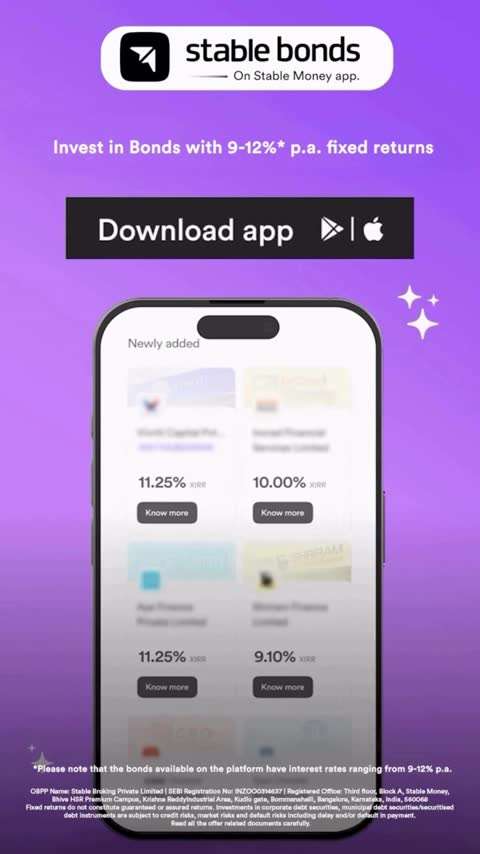 stable bonds
On Stable Money app.
Invest in Bonds with 9-12%* p.a. fixed returns
Download app
Newly added
11.25% XIRR
10.00% XIRR
Know more
Know more
11.25% XIRR
9.10% XIRR
Know more
Know more
*Please note that the bonds available on the platform have interest rates ranging from 9-12% p.a.
OBPP Name: Stable Broking Private Limited | SEBI Registration No: INZ000314637 | Registered Office: Third floor, Block A, Stable Money,
Bhive HSR Premium Campus, Krishna ReddyIndustrial Area, Kudlu gate, Bommanahalli, Bangalore, Karnataka, India, 560068
Fixed returns do not constitute guaranteed or assured returns. Investments in corporate debt securities, municipal debt securities/securitised
debt instruments are subject to credit risks, market risks and default risks including delay and/or default in payment.
Read all the offer related documents carefully.